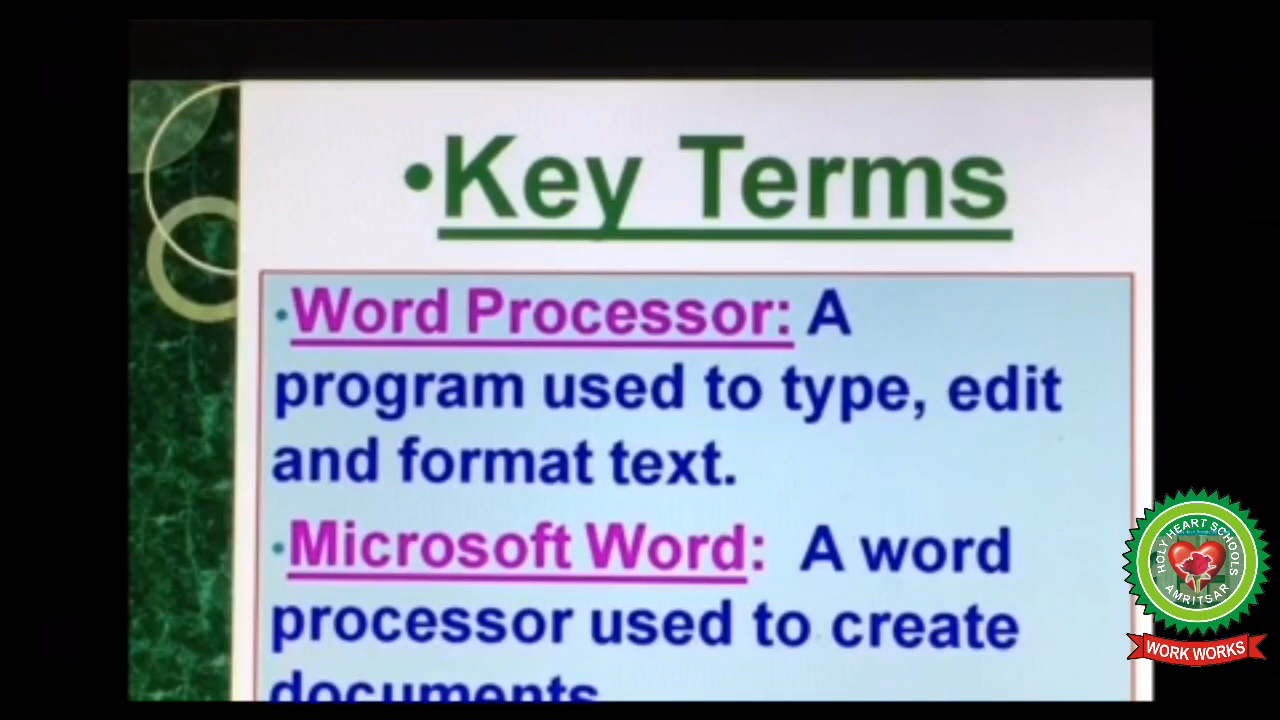 •Key Terms
•Word Processor: A
program used to type, edit
and format text.
•Microsoft Word: A word
processor used to create
documents
HOLY HEART SCHOOLS
AMRITSAR
WORK WORKS